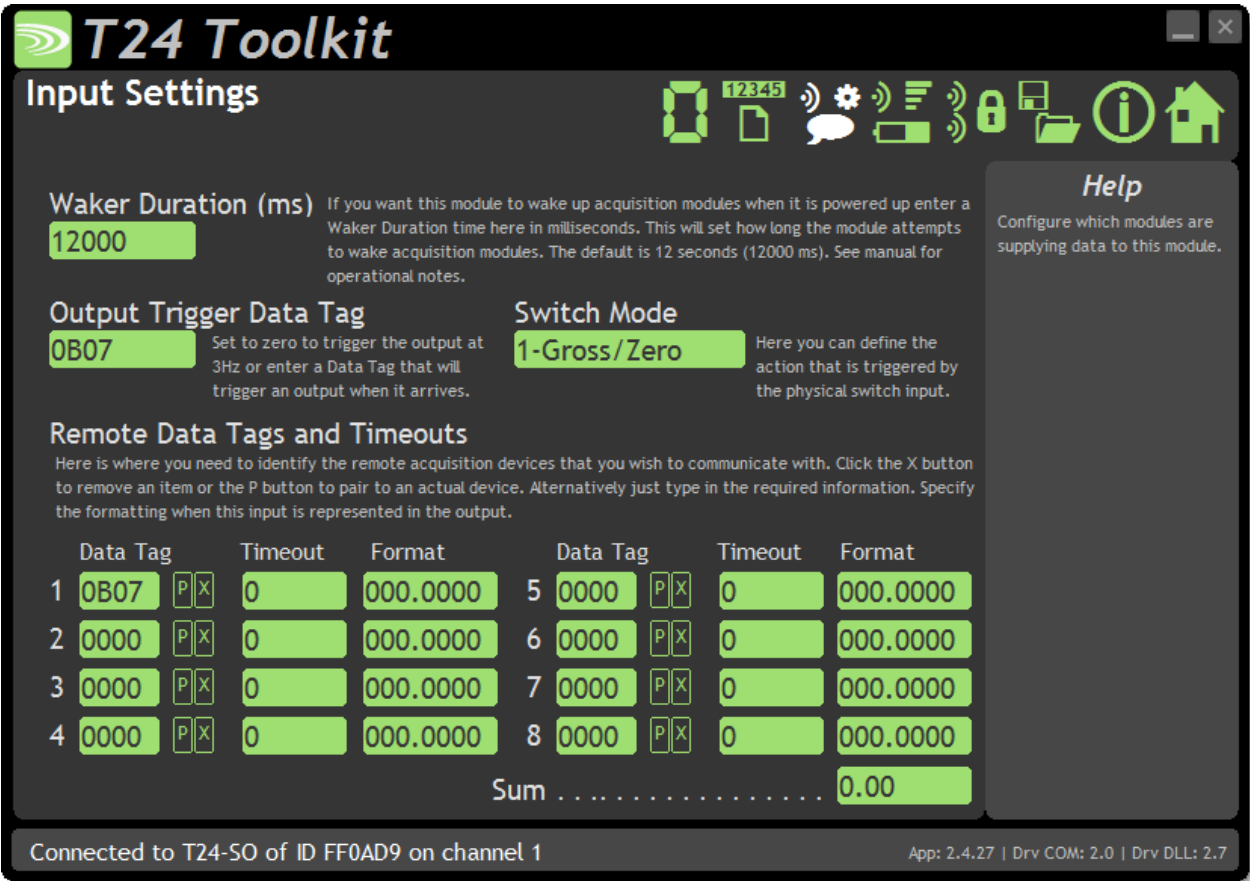 T24 Toolkit
Input Settings
12345
Waker Duration (ms)
12000
If you want this module to wake up acquisition modules when it is powered up enter a
Waker Duration time here in milliseconds. This will set how long the module attempts
to wake acquisition modules. The default is 12 seconds (12000 ms). See manual for
operational notes.
Output Trigger Data Tag
0B07
Set to zero to trigger the output at
3Hz or enter a Data Tag that will
trigger an output when it arrives.
Switch Mode
1-Gross/Zero
Here you can define the
action that is triggered by
the physical switch input.
Remote Data Tags and Timeouts
Here is where you need to identify the remote acquisition devices that you wish to communicate with. Click the X button
to remove an item or the P button to pair to an actual device. Alternatively just type in the required information. Specify
the formatting when this input is represented in the output.
Data Tag Timeout Format Data Tag Timeout Format
1 0B07 P X 0 000.0000 5 0000 P X 0 000.0000
2 0000 P X 0 000.0000 6 0000 P X 0 000.0000
3 0000 P X 0 000.0000 7 0000 P X 0 000.0000
4 0000 P X 0 000.0000 8 0000 P X 0 000.0000
Sum . . .. . . . . . . . . . . . . . . 0.00
Help
Configure which modules are
supplying data to this module.
Connected to T24-SO of ID FF0AD9 on channel 1
App: 2.4.27 | Drv COM: 2.0 | Drv DLL: 2.7